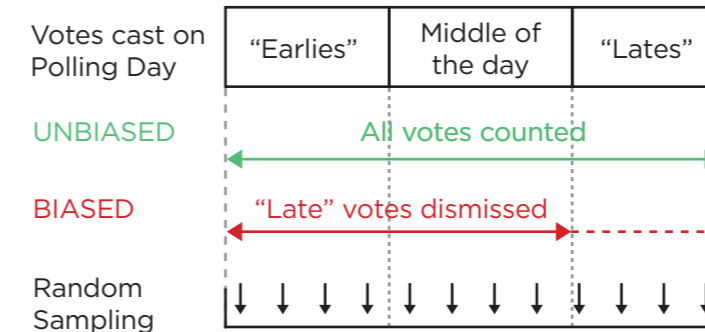 Votes cast on
Polling Day
“Earlies”
Middle of
the day
“Lates”
UNBIASED
All votes counted
BIASED
“Late” votes dismissed
Random
Sampling